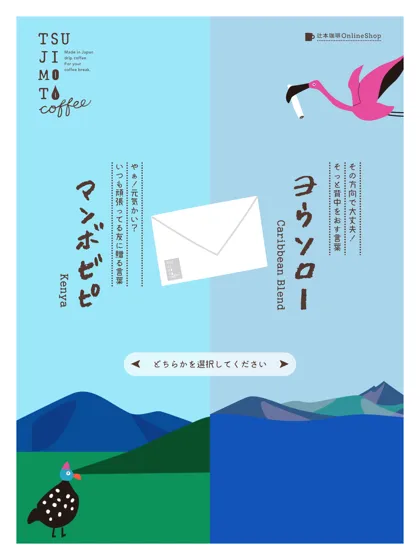 TSU
JI
MO
TO
coffee
Made in Japan
drip coffee.
For your
coffee break.
辻本珈琲OnlineShop
その方向で大丈夫!
そっと背中をおす言葉
ヨウソロー
Caribbean Blend
やぁ!元気かい?
いつも頑張ってる友に贈る言葉
マンボピピ
Kenya
どちらかを選択してください